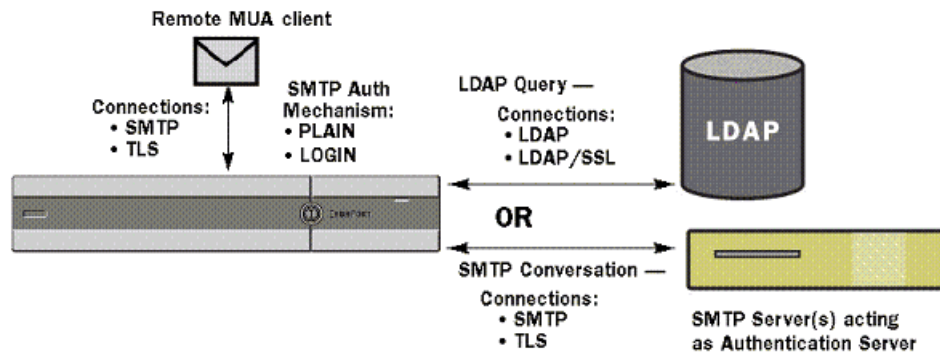 Remote MUA client
Connections:
• SMTP
• TLS
SMTP Auth
Mechanism:
• PLAIN
• LOGIN
LDAP Query —
Connections:
• LDAP
• LDAP/SSL
LDAP
OR
SMTP Conversation —
Connections:
• SMTP
• TLS
SMTP Server(s) acting
as Authentication Server